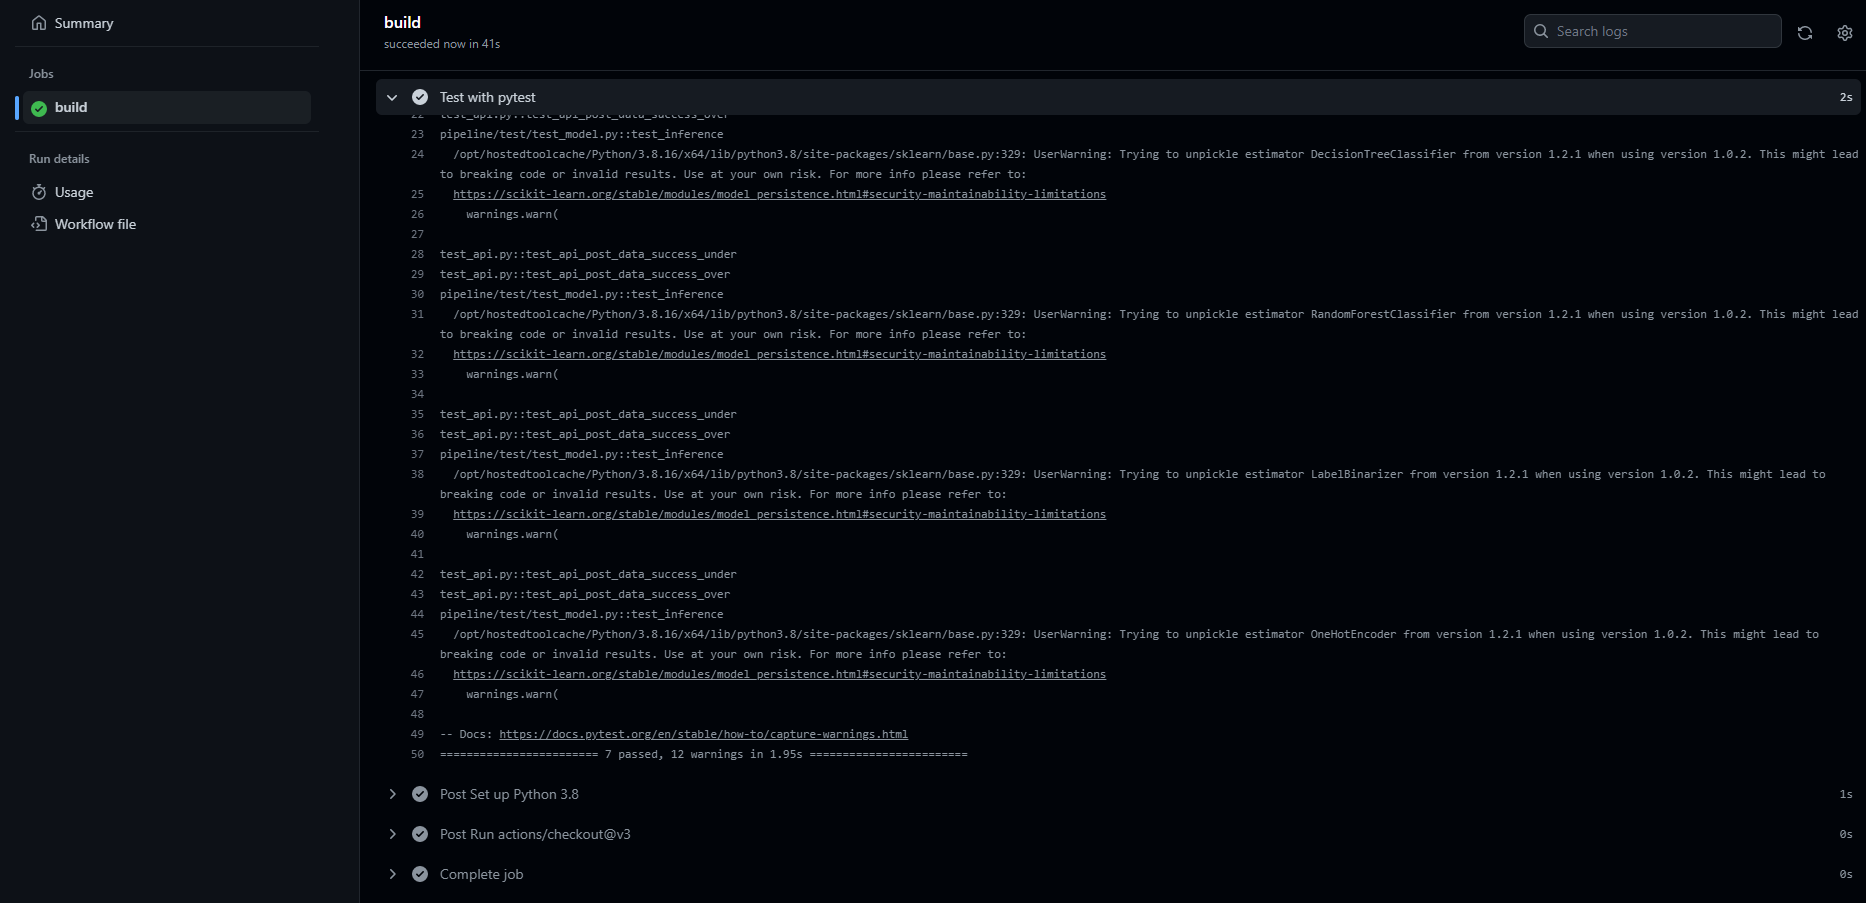 Summary
Jobs
build
Run details
Usage
Workflow file
build
succeeded now in 41s
Search logs
Test with pytest
2s
22 test_api.py::test_api_post_data_success_over
23 pipeline/test/test_model.py::test_inference
24 /opt/hostedtoolcache/Python/3.8.16/x64/lib/python3.8/site-packages/sklearn/base.py:329: UserWarning: Trying to unpickle estimator DecisionTreeClassifier from version 1.2.1 when using version 1.0.2. This might lead
to breaking code or invalid results. Use at your own risk. For more info please refer to:
25 https://scikit-learn.org/stable/modules/model_persistence.html#security-maintainability-limitations
26 warnings.warn(
27
28 test_api.py::test_api_post_data_success_under
29 test_api.py::test_api_post_data_success_over
30 pipeline/test/test_model.py::test_inference
31 /opt/hostedtoolcache/Python/3.8.16/x64/lib/python3.8/site-packages/sklearn/base.py:329: UserWarning: Trying to unpickle estimator RandomForestClassifier from version 1.2.1 when using version 1.0.2. This might lead
to breaking code or invalid results. Use at your own risk. For more info please refer to:
32 https://scikit-learn.org/stable/modules/model_persistence.html#security-maintainability-limitations
33 warnings.warn(
34
35 test_api.py::test_api_post_data_success_under
36 test_api.py::test_api_post_data_success_over
37 pipeline/test/test_model.py::test_inference
38 /opt/hostedtoolcache/Python/3.8.16/x64/lib/python3.8/site-packages/sklearn/base.py:329: UserWarning: Trying to unpickle estimator LabelBinarizer from version 1.2.1 when using version 1.0.2. This might lead to
breaking code or invalid results. Use at your own risk. For more info please refer to:
39 https://scikit-learn.org/stable/modules/model_persistence.html#security-maintainability-limitations
40 warnings.warn(
41
42 test_api.py::test_api_post_data_success_under
43 test_api.py::test_api_post_data_success_over
44 pipeline/test/test_model.py::test_inference
45 /opt/hostedtoolcache/Python/3.8.16/x64/lib/python3.8/site-packages/sklearn/base.py:329: UserWarning: Trying to unpickle estimator OneHotEncoder from version 1.2.1 when using version 1.0.2. This might lead to
breaking code or invalid results. Use at your own risk. For more info please refer to:
46 https://scikit-learn.org/stable/modules/model_persistence.html#security-maintainability-limitations
47 warnings.warn(
48
49 -- Docs: https://docs.pytest.org/en/stable/how-to/capture-warnings.html
50 ======================== 7 passed, 12 warnings in 1.95s ========================
Post Set up Python 3.8
1s
Post Run actions/checkout@v3
0s
Complete job
0s